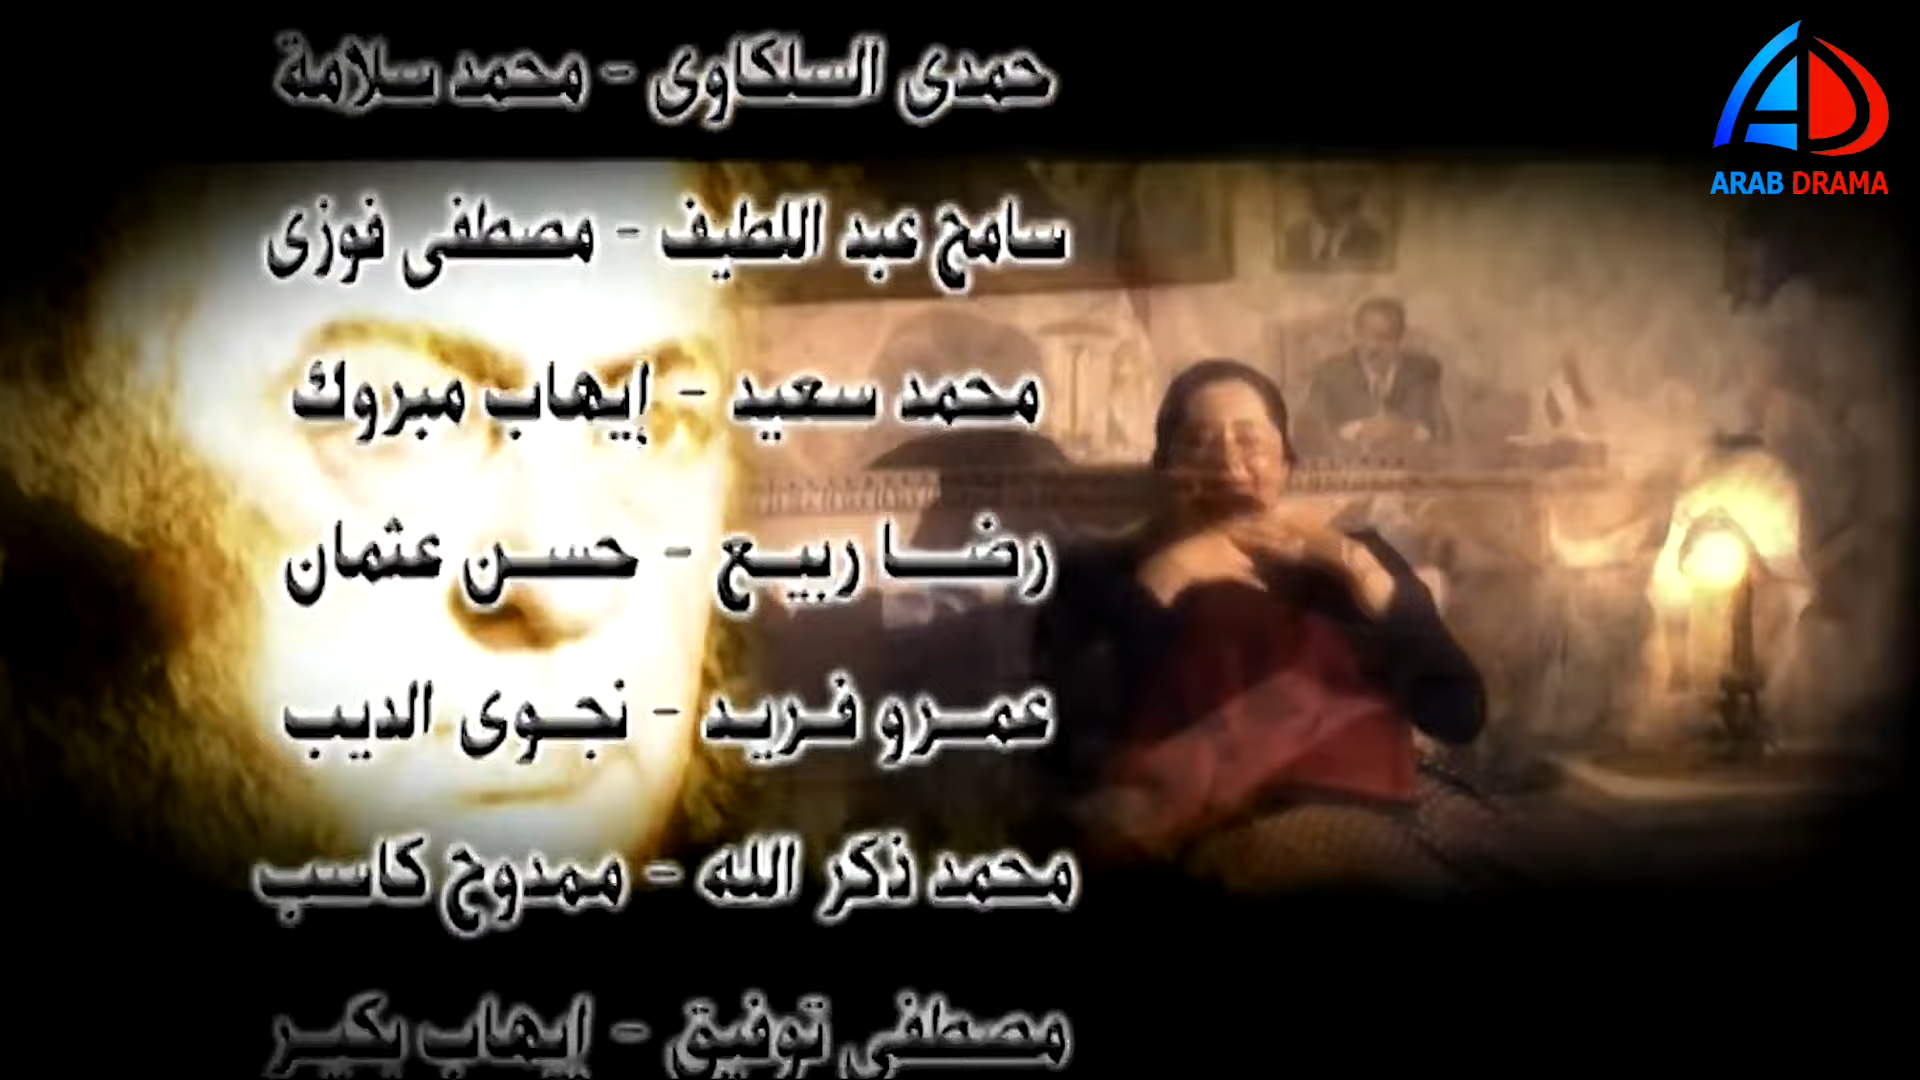 حمدى السلكاوى - محمد سلامة
ARAB DRAMA
سامح عبد اللطيف - مصطفى فوزى
محمد سعيد - إيهاب مبروك
رضا ربيع - حسن عثمان
عمرو فريد - نجوى الديب
محمد ذكر الله - ممدوح كاسب
مصطفى توفيق - إيهاب بكير